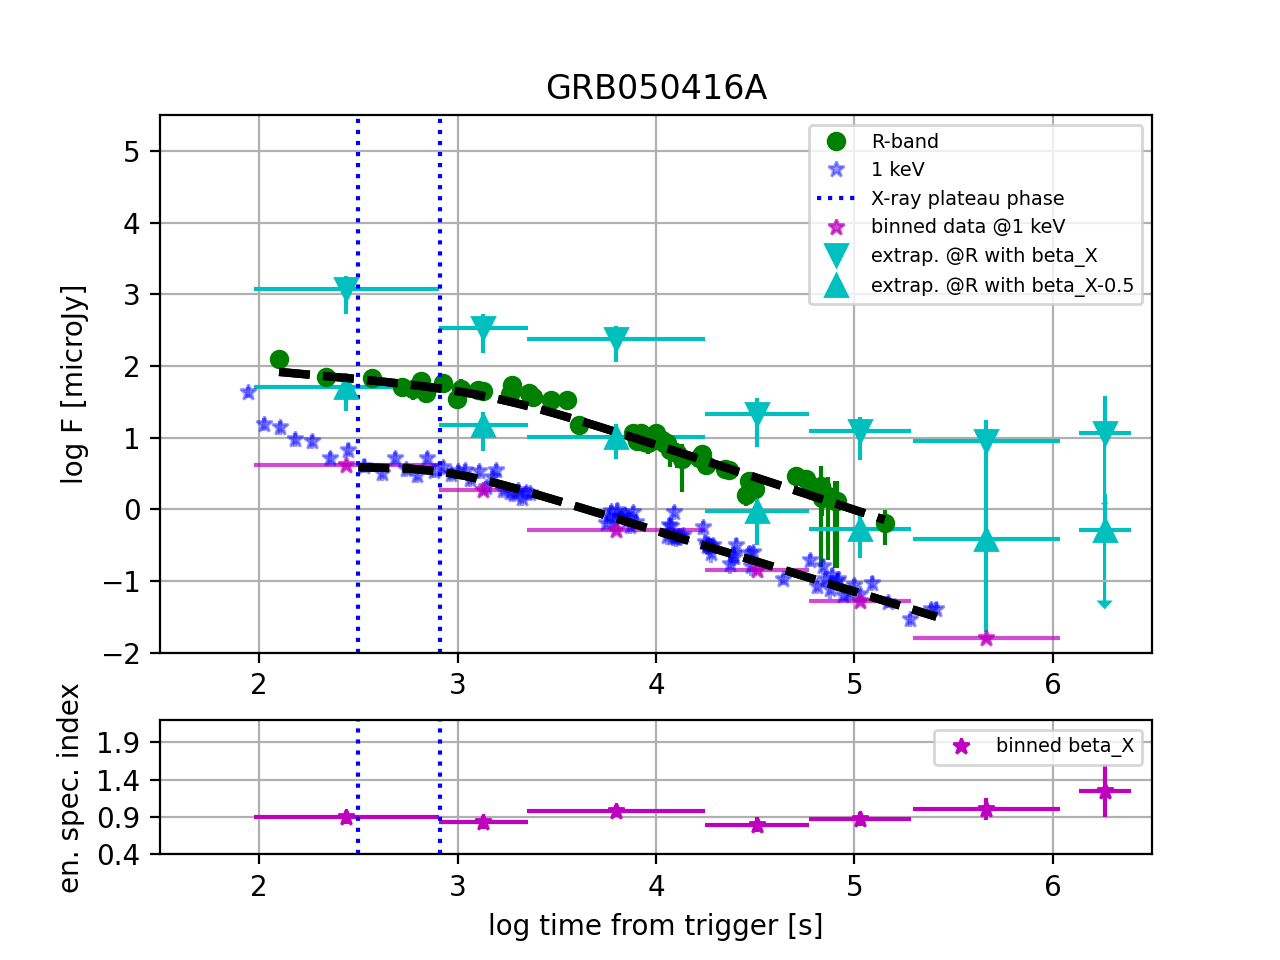 GRB050416A
log F [microJy]
5
4
3
2
1
0
−1
−2
R-band
1 keV
X-ray plateau phase
binned data @1 keV
extrap. @R with beta_X
extrap. @R with beta_X-0.5
2 3 4 5 6
en. spec. index
1.9
1.4
0.9
0.4
binned beta_X
2 3 4 5 6
log time from trigger [s]